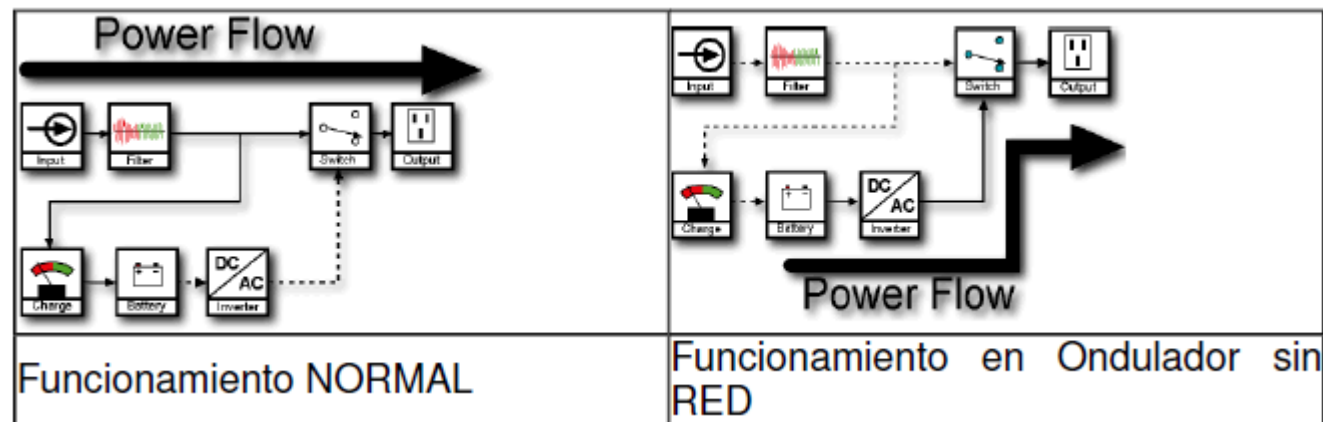 Power Flow
Input
Filter
Switch
Output
Charge
Battery
DC
AC
Inverter
Funcionamiento NORMAL
Input
Filter
Switch
Output
Charge
Battery
DC
AC
Inverter
Power Flow
Funcionamiento en Ondulador sin
RED